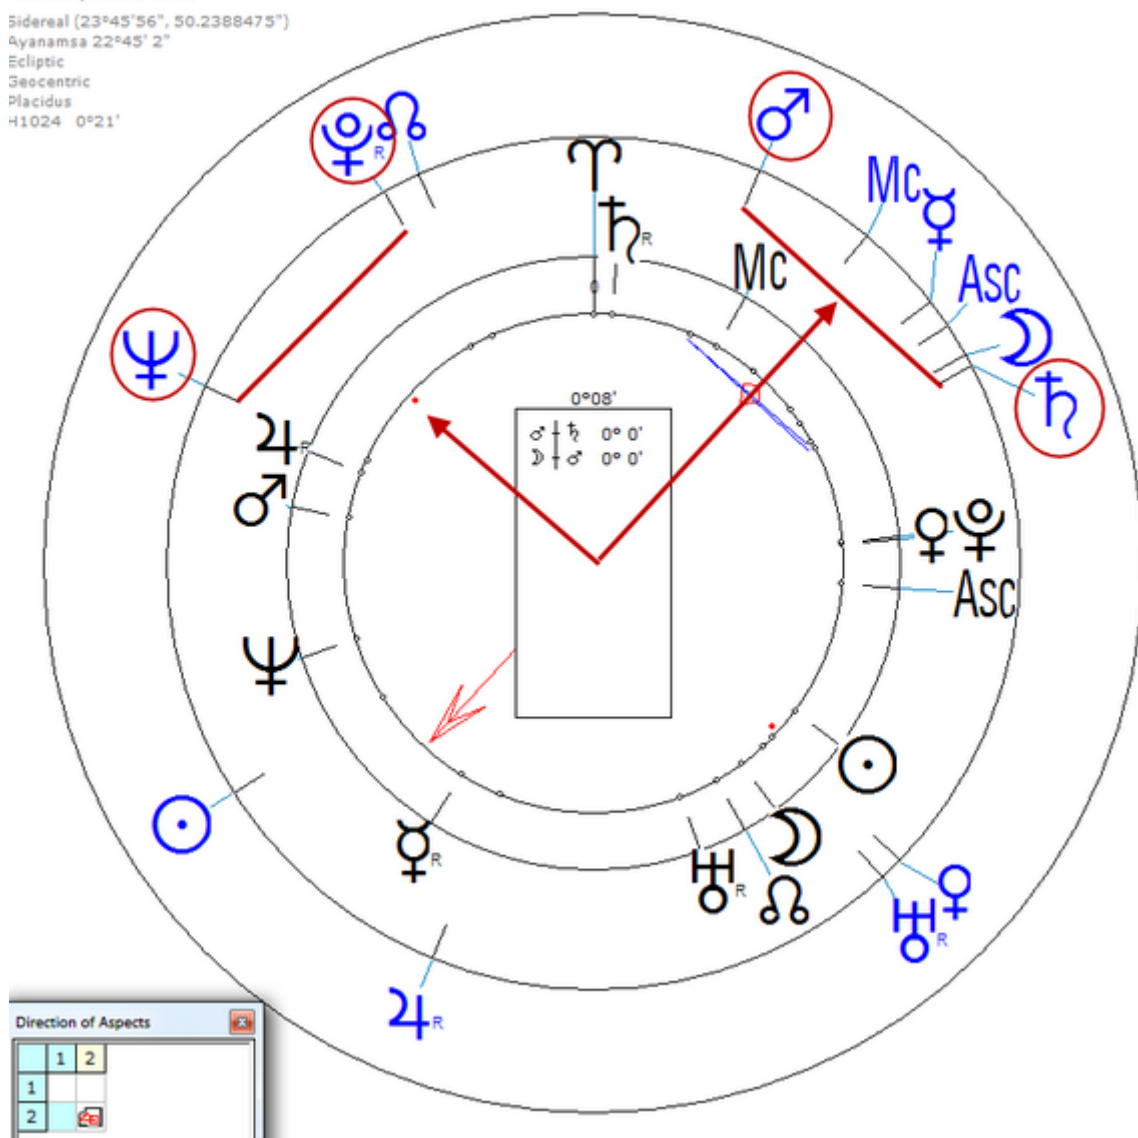 Sidereal (23°45'56", 50.2388475")
Ayanamsa 22°45' 2"
Ecliptic
Geocentric
Placidus
H1024 0°21'
♇ R ☊
♂
♈
Mc
☿
♄ R
Mc
Asc
☽
♆
♄
0°08'
♂ ♄ 0° 0'
☽ ♂ 0° 0'
♃ R
♂
♀ ♇
Asc
♆
☉
☉
☿ R
☽
♅ R
☊
♀
♅ R
♃ R
Direction of Aspects
1 2
1
2